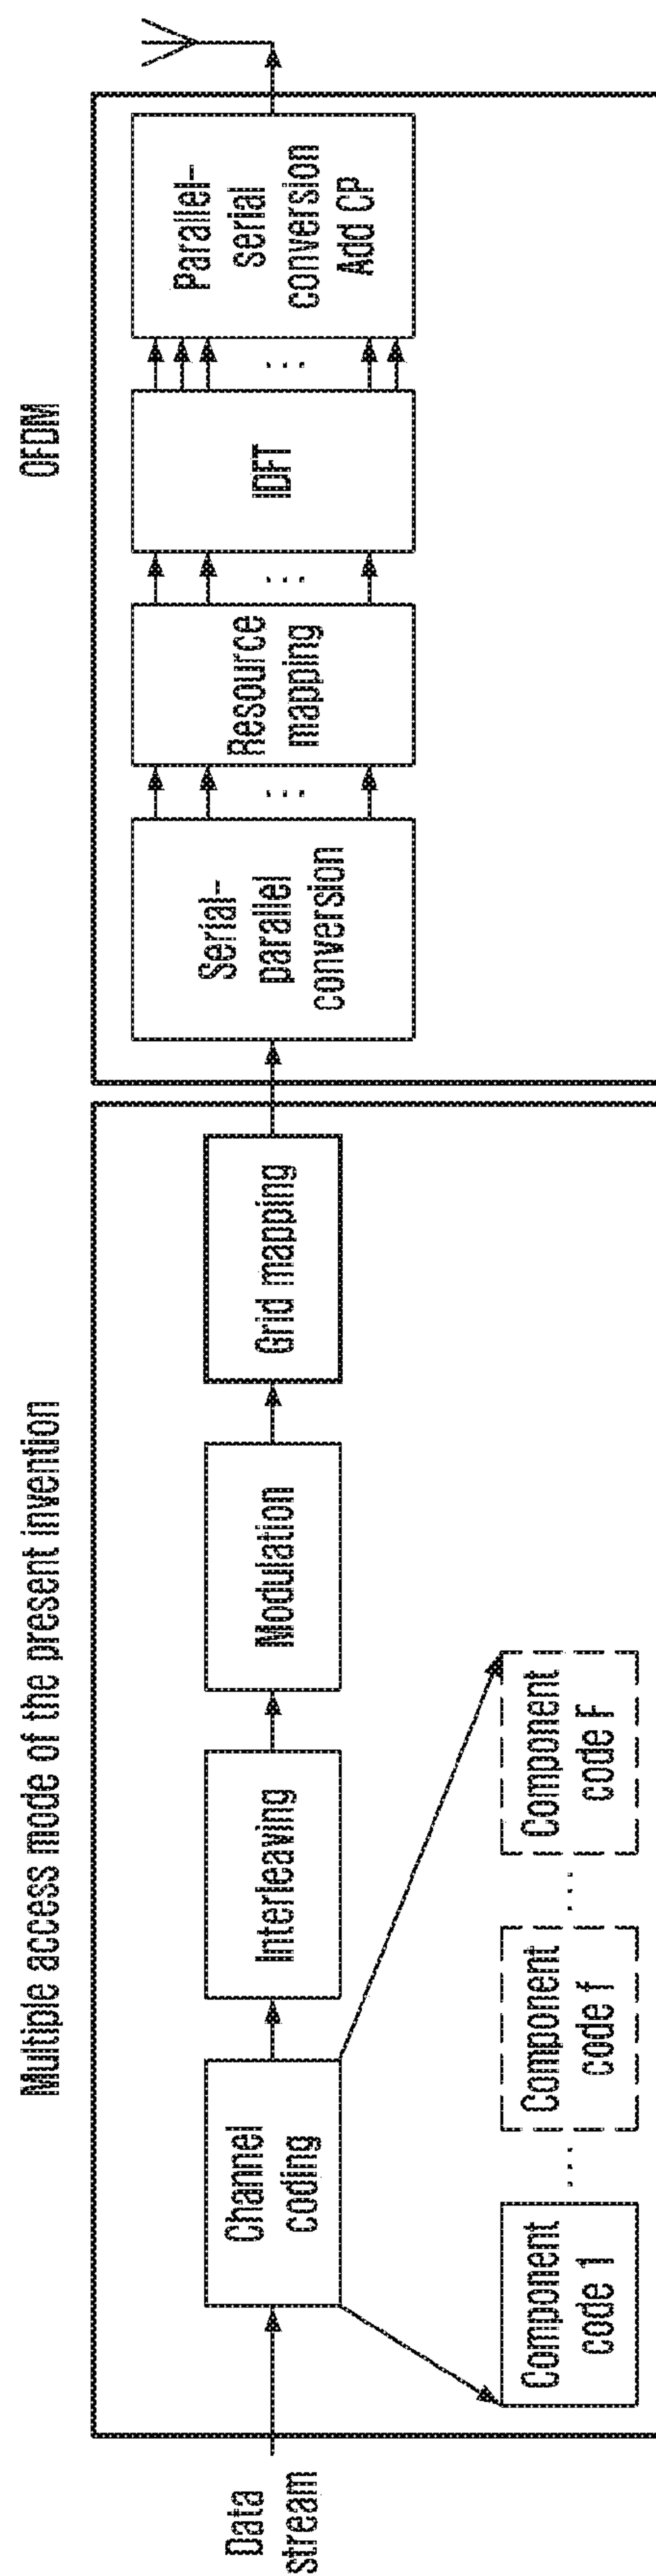 Multiple access mode of the present invention
OFDM
Data
stream
Channel
coding
Interleaving
Modulation
Grid mapping
Serial-
parallel
conversion
Resource
mapping
IDFT
Parallel-
serial
conversion
Add CP
Component
code 1
...
Component
code f
...
Component
code F